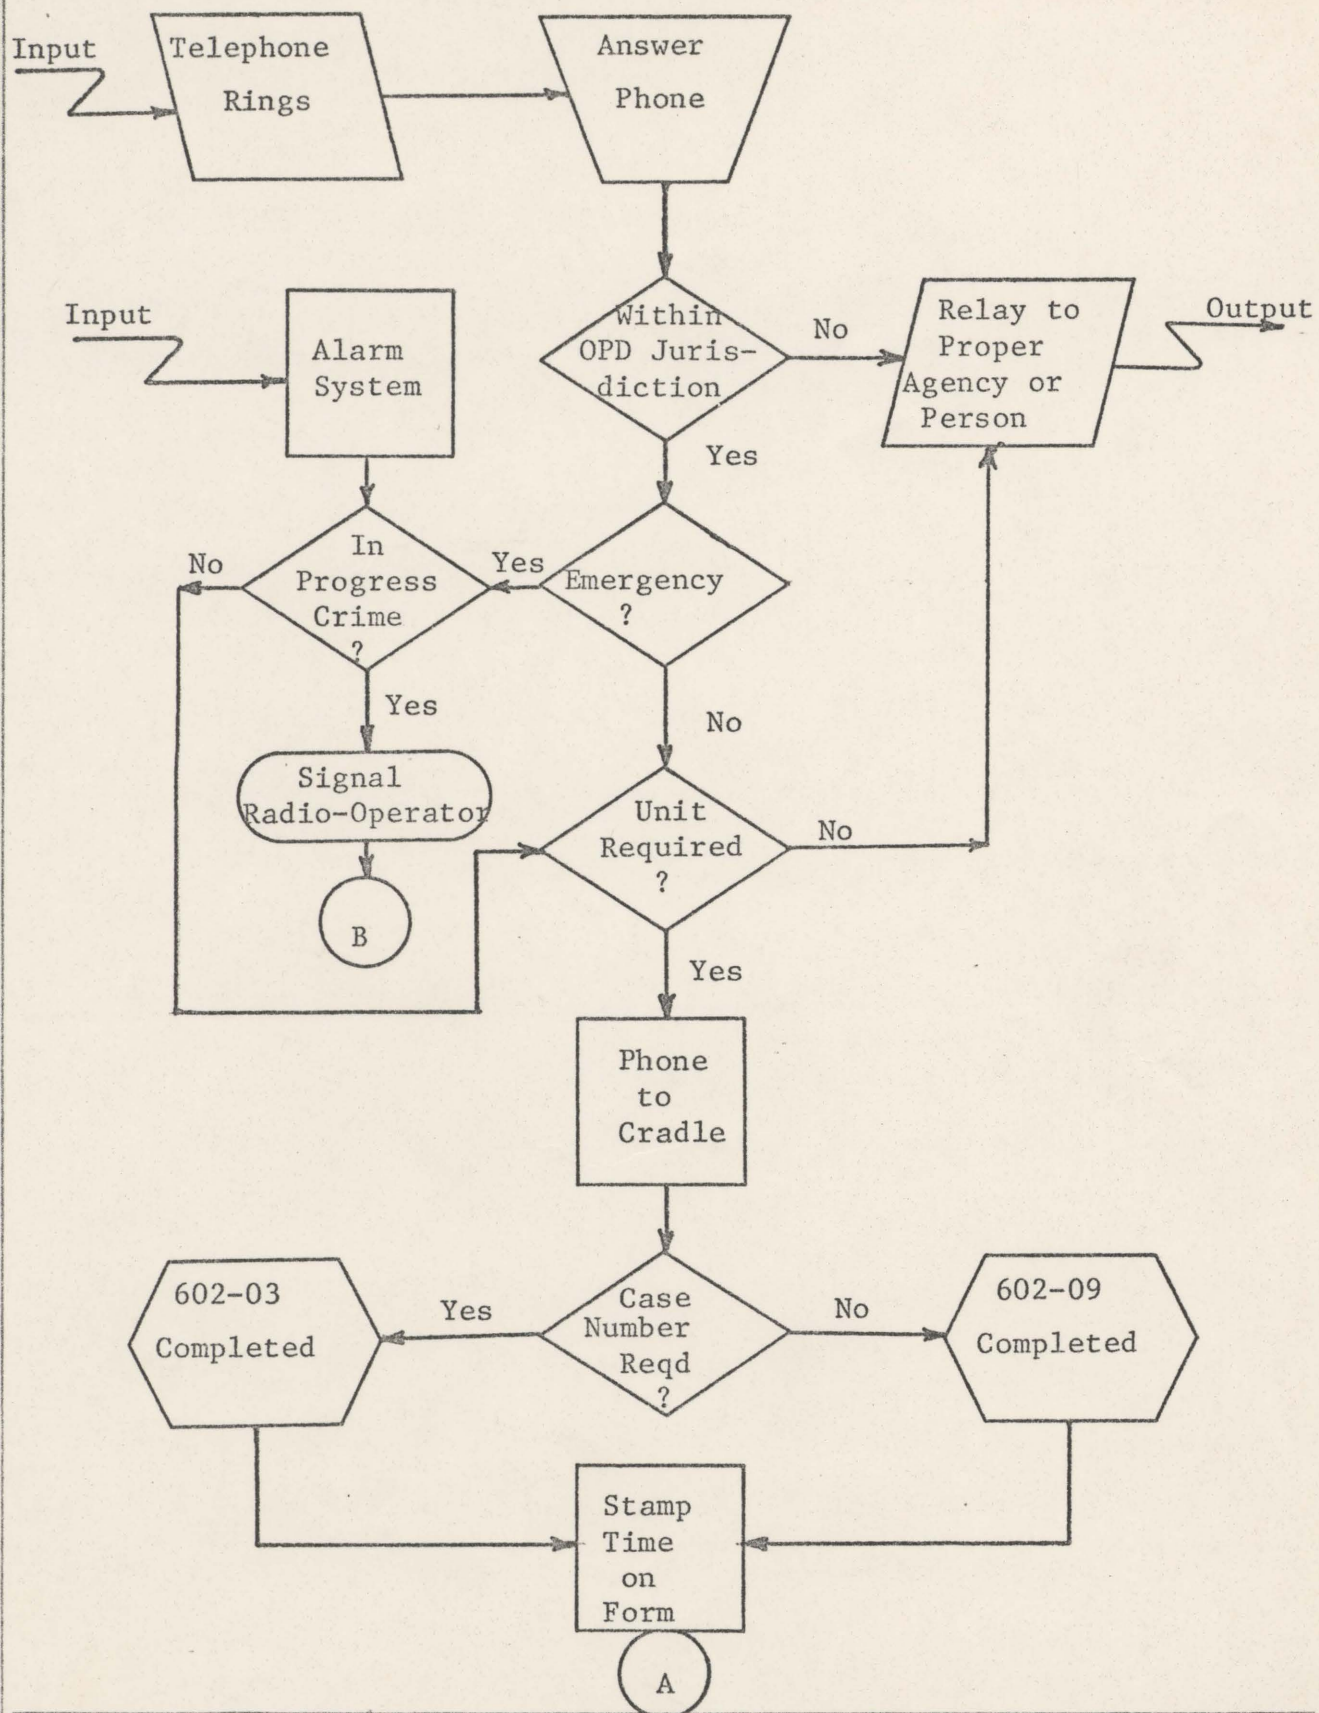 Input
Telephone
Rings
Answer
Phone
Input
Alarm
System
Within
OPD Juris-
diction
No
Relay to
Proper
Agency or
Person
Output
Yes
No
In
Progress
Crime
?
Yes
Emergency
?
Yes
No
Signal
Radio-Operator
B
Unit
Required
?
No
Yes
Phone
to
Cradle
602-03
Completed
Yes
Case
Number
Reqd
?
No
602-09
Completed
Stamp
Time
on
Form
A